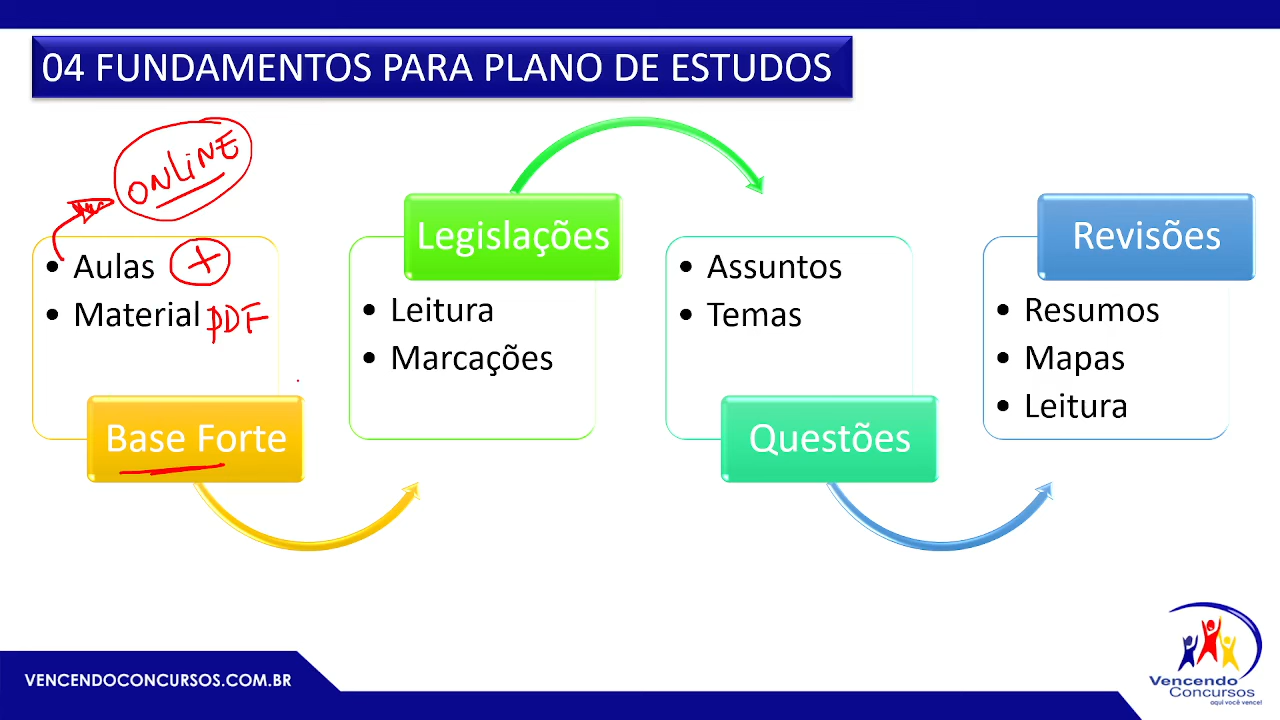 04 FUNDAMENTOS PARA PLANO DE ESTUDOS
ONLINE
• Aulas +
• Material PDF
Base Forte
Legislações
• Leitura
• Marcações
• Assuntos
• Temas
Questões
Revisões
• Resumos
• Mapas
• Leitura
VENCENDOCONCURSOS.COM.BR
Vencendo
Concursos
aqui você vence!